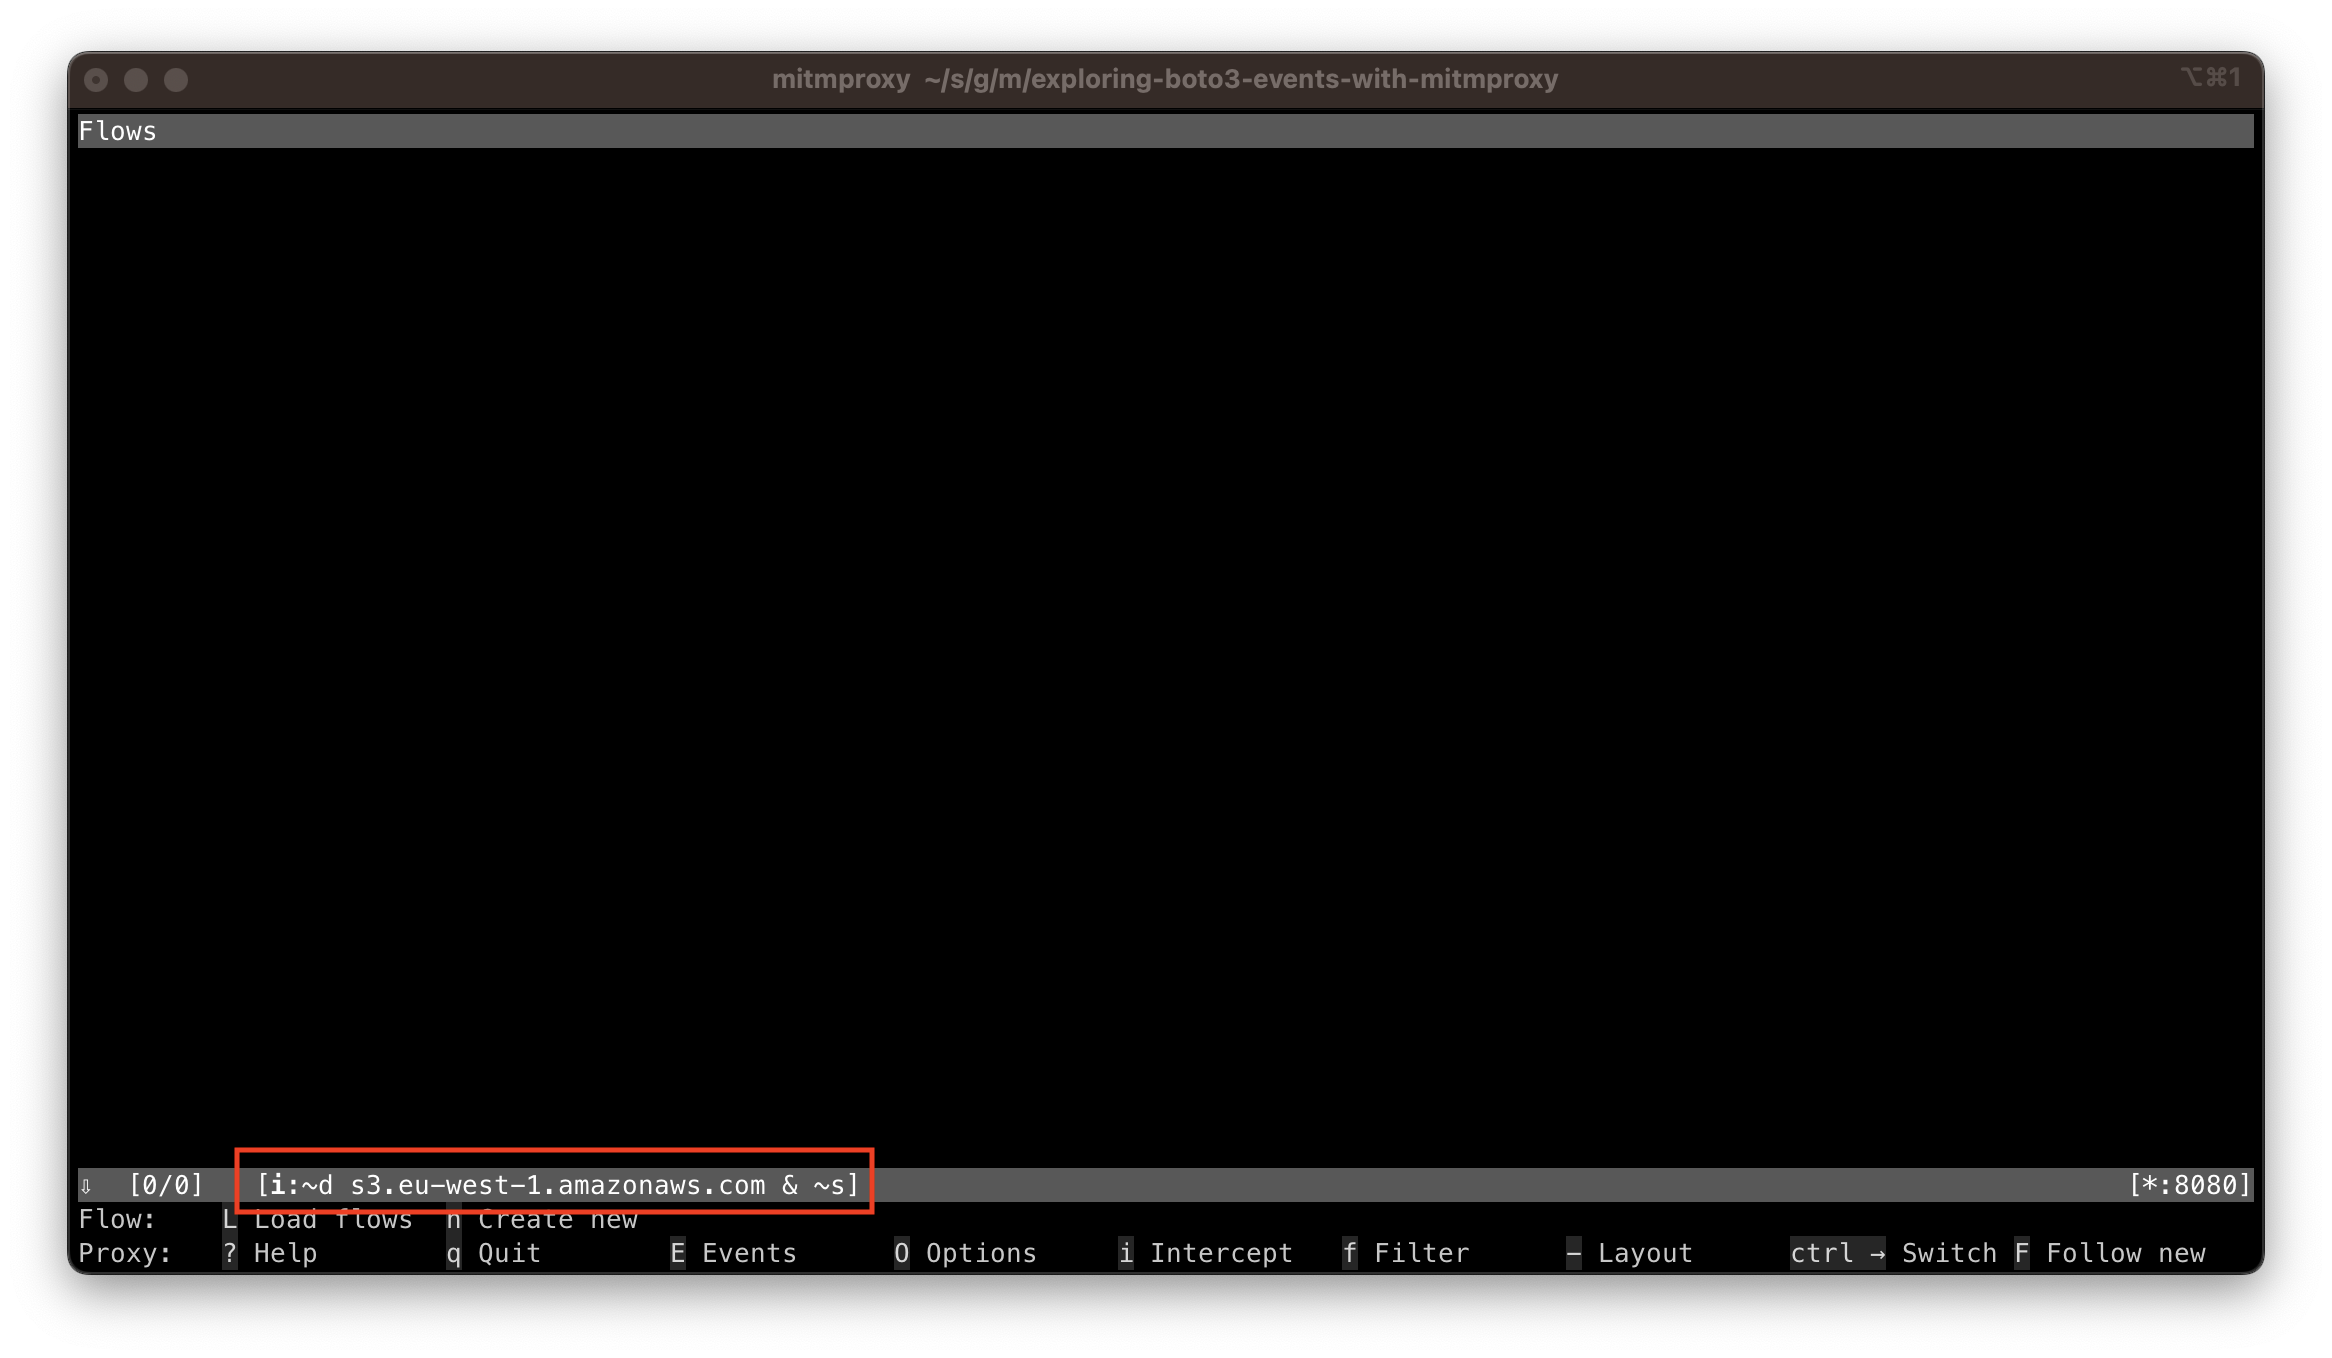 mitmproxy ~/s/g/m/exploring-boto3-events-with-mitmproxy ⌥⌘1
Flows
⇩ [0/0] [i:~d s3.eu-west-1.amazonaws.com & ~s] [*:8080]
Flow: L Load flows n Create new
Proxy: ? Help q Quit E Events O Options i Intercept f Filter - Layout ctrl → Switch F Follow new